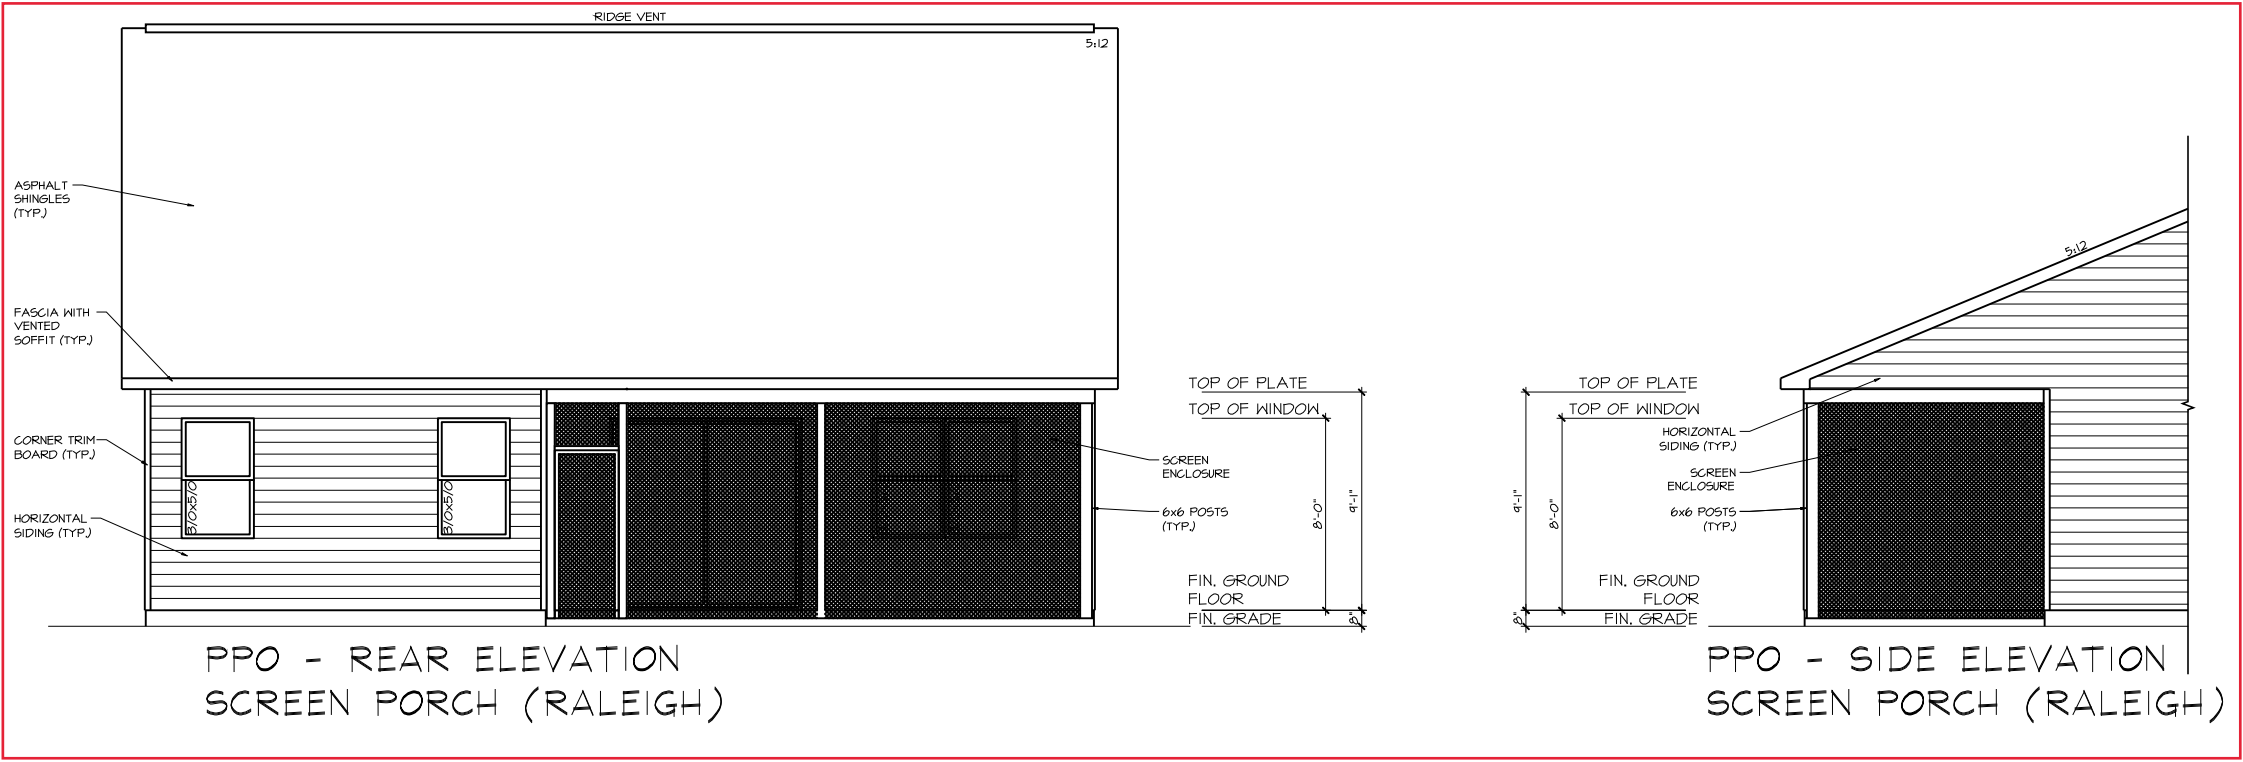 RIDGE VENT
5:12
ASPHALT
SHINGLES
(TYP.)
FASCIA WITH
VENTED
SOFFIT (TYP.)
CORNER TRIM
BOARD (TYP.)
HORIZONTAL
SIDING (TYP.)
3/0x5/0
3/0x5/0
SCREEN
ENCLOSURE
6x6 POSTS
(TYP.)
TOP OF PLATE
TOP OF WINDOW
8'-0"
9'-1"
FIN. GROUND
FLOOR
FIN. GRADE
8"
PPO - REAR ELEVATION
SCREEN PORCH (RALEIGH)
5:12
TOP OF PLATE
TOP OF WINDOW
HORIZONTAL
SIDING (TYP.)
SCREEN
ENCLOSURE
6x6 POSTS
(TYP.)
9'-1"
8'-0"
FIN. GROUND
FLOOR
FIN. GRADE
8"
PPO - SIDE ELEVATION
SCREEN PORCH (RALEIGH)